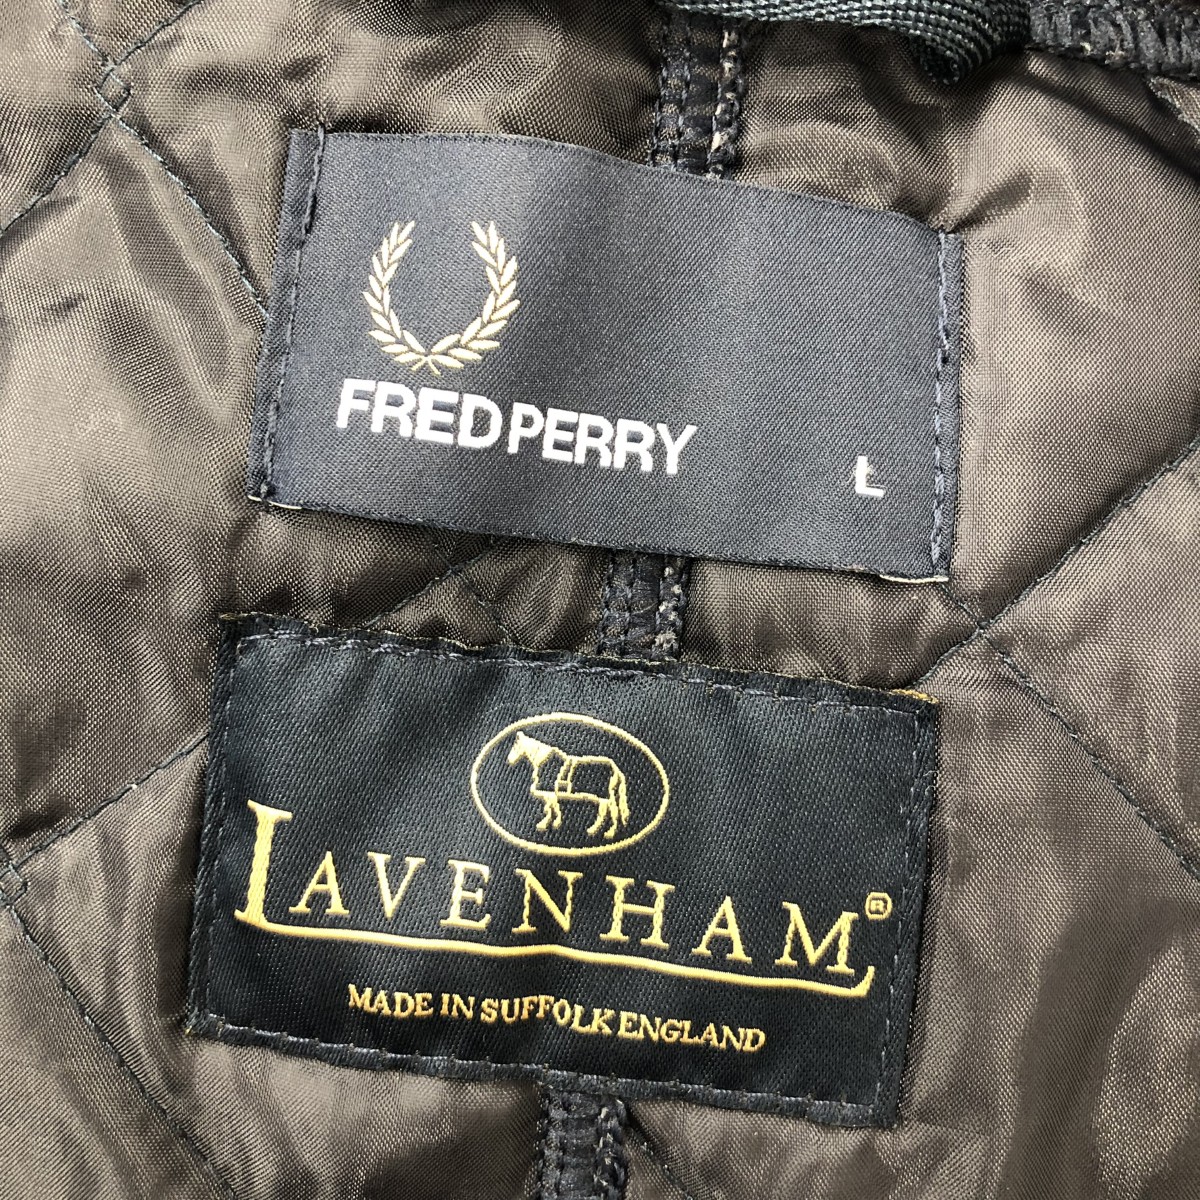 FRED PERRY
L
LAVENHAM®
MADE IN SUFFOLK ENGLAND